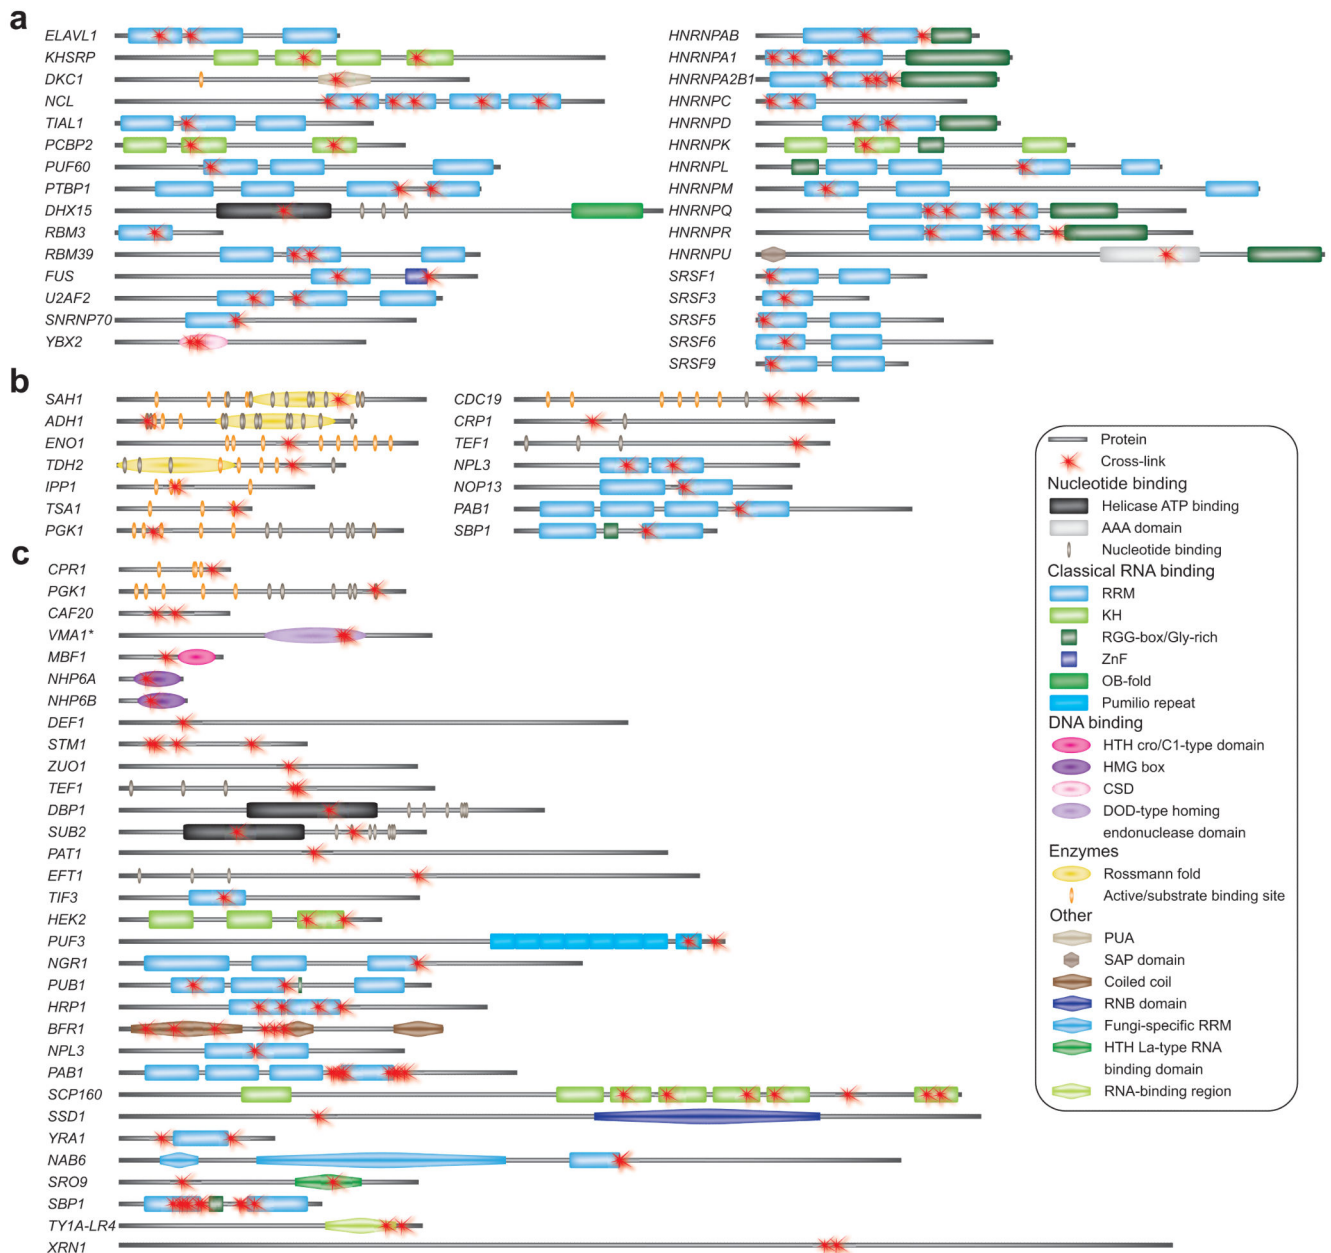 a
ELAVL1
KHSRP
DKC1
NCL
TIAL1
PCBP2
PUF60
PTBP1
DHX15
RBM3
RBM39
FUS
U2AF2
SNRNP70
YBX2
HNRNPAB
HNRNPA1
HNRNPA2B1
HNRNPC
HNRNPD
HNRNPK
HNRNPL
HNRNPM
HNRNPQ
HNRNPR
HNRNPU
SRSF1
SRSF3
SRSF5
SRSF6
SRSF9
b
SAH1
ADH1
ENO1
TDH2
IPP1
TSA1
PGK1
CDC19
CRP1
TEF1
NPL3
NOP13
PAB1
SBP1
c
CPR1
PGK1
CAF20
VMA1*
MBF1
NHP6A
NHP6B
DEF1
STM1
ZUO1
TEF1
DBP1
SUB2
PAT1
EFT1
TIF3
HEK2
PUF3
NGR1
PUB1
HRP1
BFR1
NPL3
PAB1
SCP160
SSD1
YRA1
NAB6
SRO9
SBP1
TY1A-LR4
XRN1
Protein
Cross-link
Nucleotide binding
Helicase ATP binding
AAA domain
Nucleotide binding
Classical RNA binding
RRM
KH
RGG-box/Gly-rich
ZnF
OB-fold
Pumilio repeat
DNA binding
HTH cro/C1-type domain
HMG box
CSD
DOD-type homing
endonuclease domain
Enzymes
Rossmann fold
Active/substrate binding site
Other
PUA
SAP domain
Coiled coil
RNB domain
Fungi-specific RRM
HTH La-type RNA
binding domain
RNA-binding region